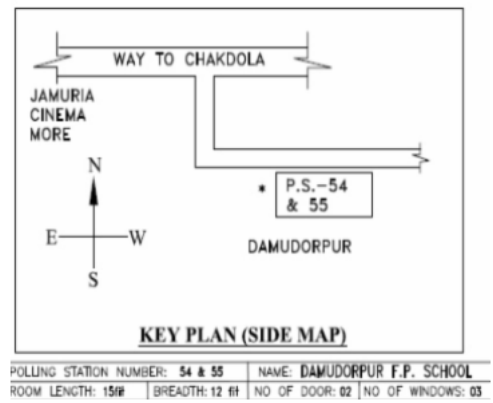 WAY TO CHAKDOLA
JAMURIA
CINEMA
MORE
N
* P.S.-54
& 55
E W
DAMUDORPUR
S
KEY PLAN (SIDE MAP)
POLLING STATION NUMBER: 54 & 55 NAME: DAMUDORPUR F.P. SCHOOL
ROOM LENGTH: 15fit BREADTH: 12 fit NO OF DOOR: 02 NO OF WINDOWS: 03